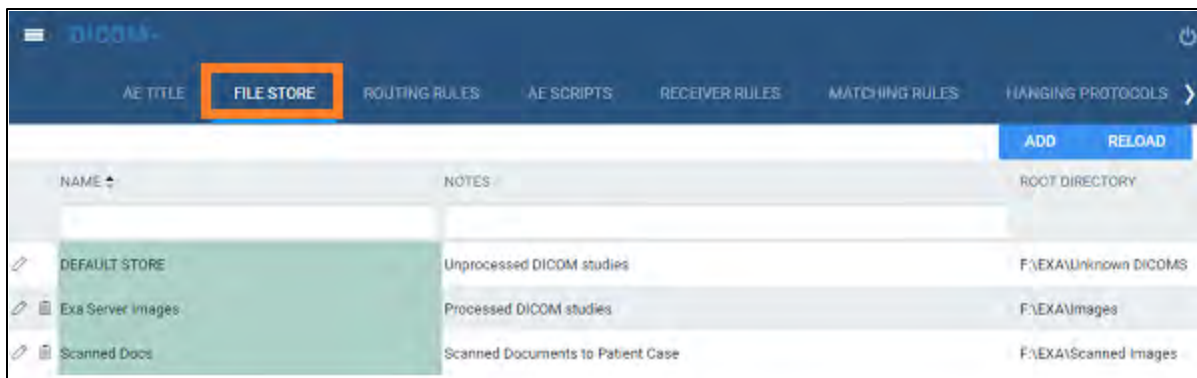 DICOM
AE TITLE FILE STORE ROUTING RULES AE SCRIPTS RECEIVER RULES MATCHING RULES HANGING PROTOCOLS
ADD RELOAD
NAME NOTES ROOT DIRECTORY
DEFAULT STORE Unprocessed DICOM studies F:\EXA\Unknown DICOMS
Exa Server Images Processed DICOM studies F:\EXA\Images
Scanned Docs Scanned Documents to Patient Case F:\EXA\Scanned Images